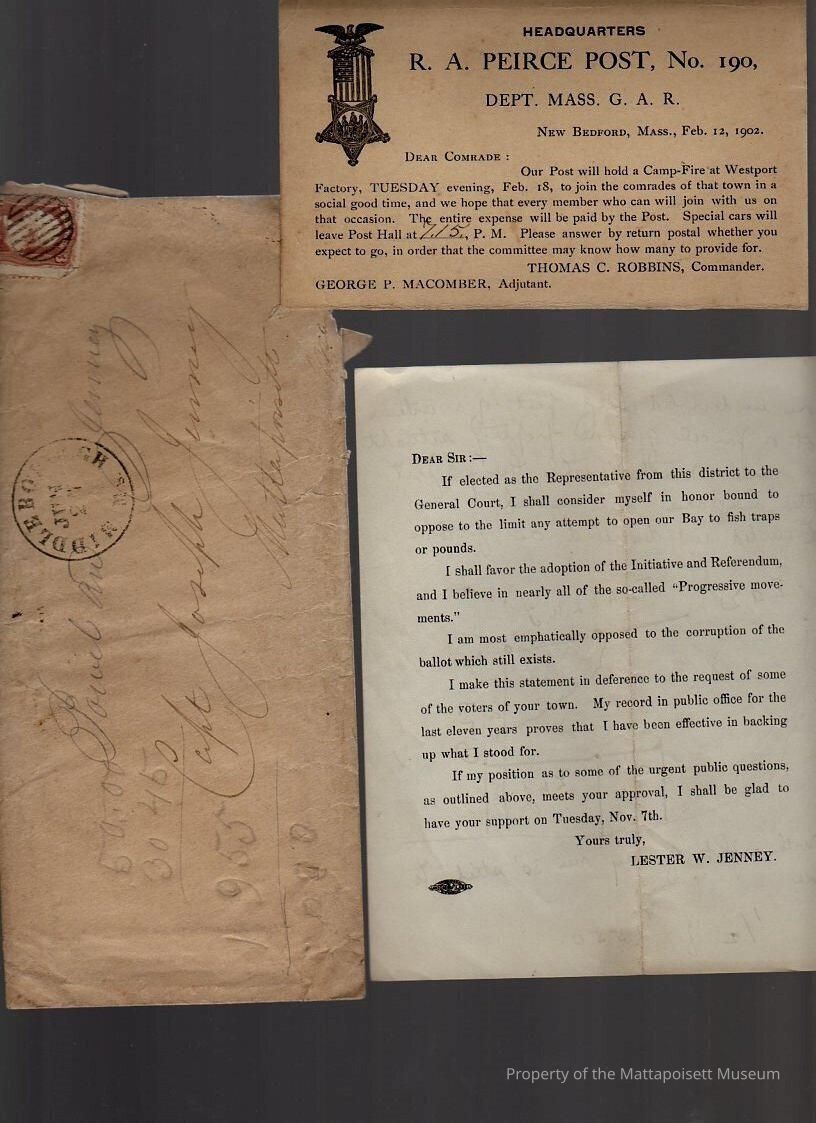 HEADQUARTERS
R. A. PEIRCE POST, No. 190,
DEPT. MASS. G. A. R.
New Bedford, Mass., Feb. 12, 1902.
Dear Comrade :
Our Post will hold a Camp-Fire at Westport
Factory, TUESDAY evening, Feb. 18, to join the comrades of that town in a
social good time, and we hope that every member who can will join with us on
that occasion. The entire expense will be paid by the Post. Special cars will
leave Post Hall at 7.15., P. M. Please answer by return postal whether you
expect to go, in order that the committee may know how many to provide for.
THOMAS C. ROBBINS, Commander.
GEORGE P. MACOMBER, Adjutant.
MIDDLEBOROUGH MASS
JUN
Jenney
Capt Joseph Jenney
Mattapoisett
50.00
30 45
955
Dear Sir :—
If elected as the Representative from this district to the
General Court, I shall consider myself in honor bound to
oppose to the limit any attempt to open our Bay to fish traps
or pounds.
I shall favor the adoption of the Initiative and Referendum,
and I believe in nearly all of the so-called “Progressive move-
ments.”
I am most emphatically opposed to the corruption of the
ballot which still exists.
I make this statement in deference to the request of some
of the voters of your town. My record in public office for the
last eleven years proves that I have been effective in backing
up what I stood for.
If my position as to some of the urgent public questions,
as outlined above, meets your approval, I shall be glad to
have your support on Tuesday, Nov. 7th.
Yours truly,
LESTER W. JENNEY.
Property of the Mattapoisett Museum